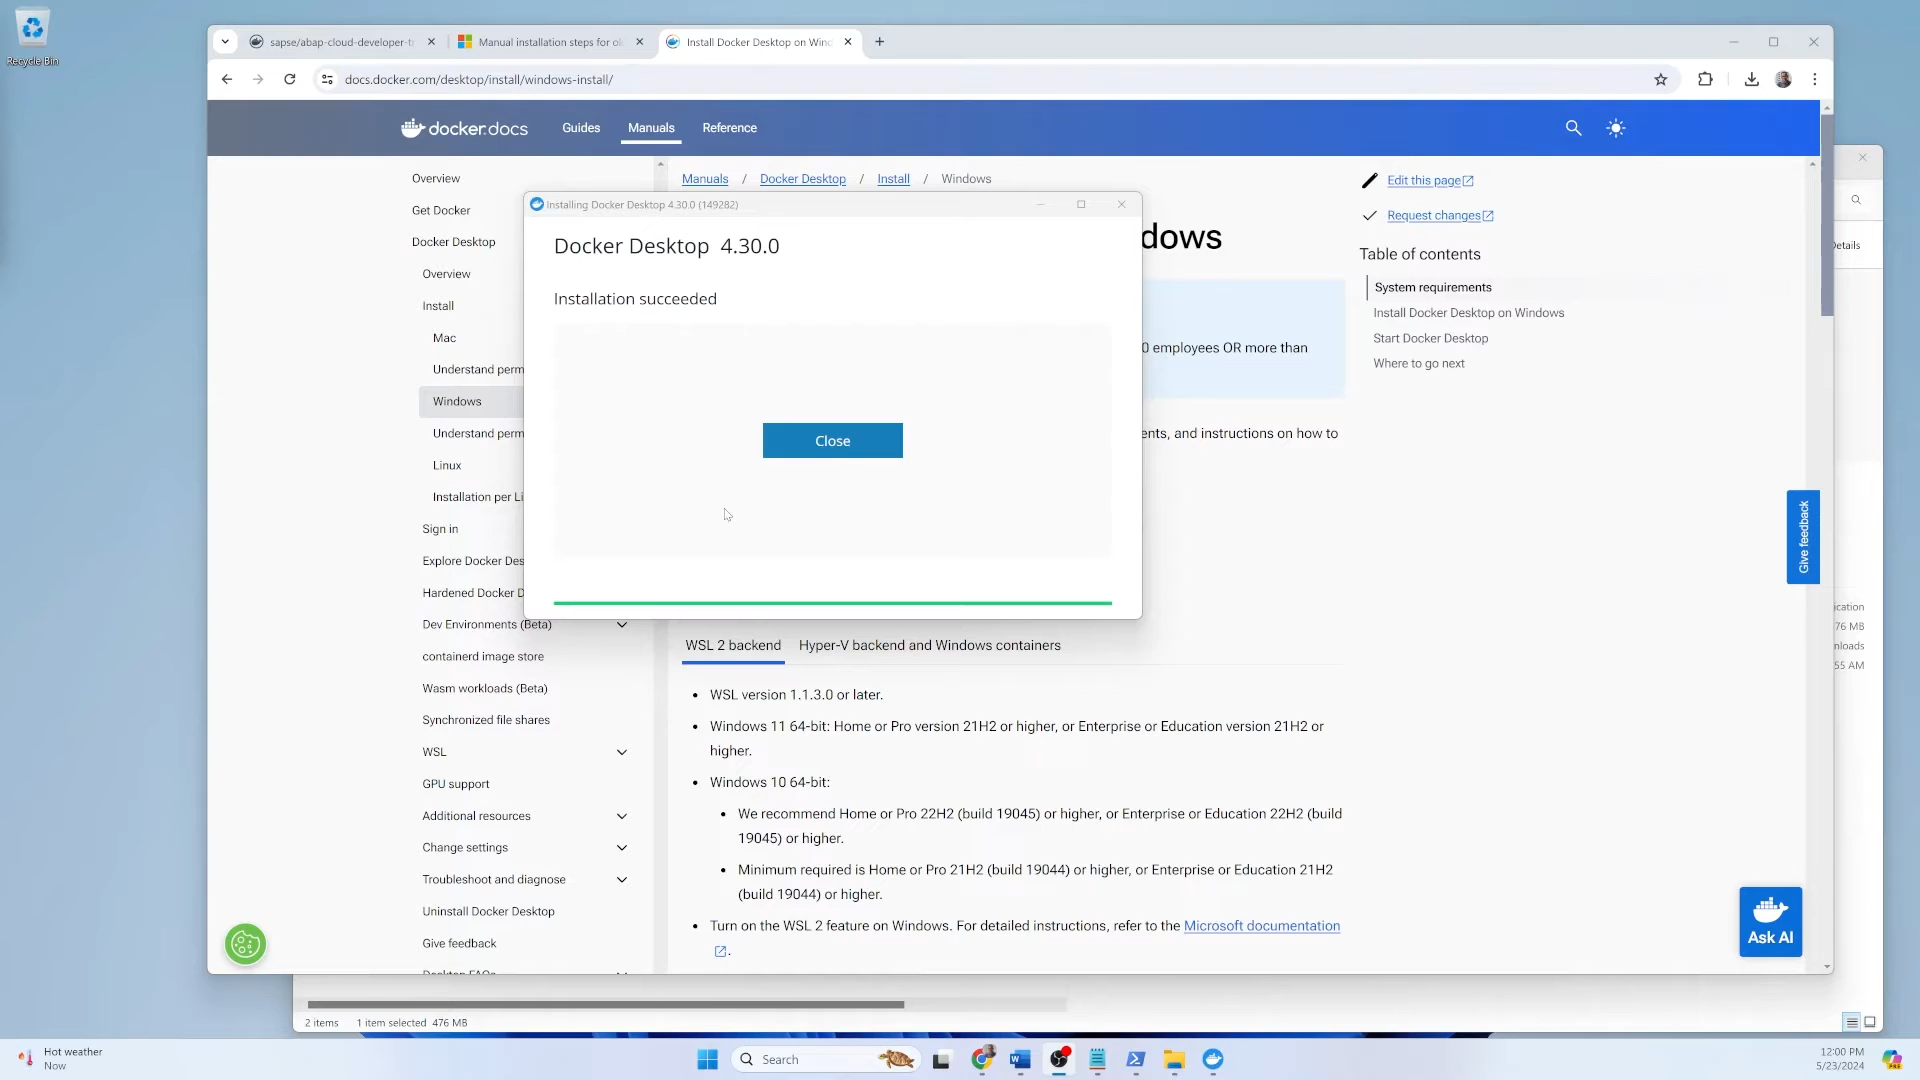 Recycle Bin
sapse/abap-cloud-developer-tr
Manual installation steps for ol
Install Docker Desktop on Wind
docs.docker.com/desktop/install/windows-install/
docker.docs
Guides
Manuals
Reference
Overview
Get Docker
Docker Desktop
Overview
Install
Mac
Understand perm
Windows
Understand perm
Linux
Installation per Li
Sign in
Explore Docker Des
Hardened Docker D
Dev Environments (Beta)
containerd image store
Wasm workloads (Beta)
Synchronized file shares
WSL
GPU support
Additional resources
Change settings
Troubleshoot and diagnose
Uninstall Docker Desktop
Give feedback
Manuals / Docker Desktop / Install / Windows
Installing Docker Desktop 4.30.0 (149282)
Docker Desktop 4.30.0
Installation succeeded
Close
dows
0 employees OR more than
ents, and instructions on how to
WSL 2 backend
Hyper-V backend and Windows containers
• WSL version 1.1.3.0 or later.
• Windows 11 64-bit: Home or Pro version 21H2 or higher, or Enterprise or Education version 21H2 or
higher.
• Windows 10 64-bit:
• We recommend Home or Pro 22H2 (build 19045) or higher, or Enterprise or Education 22H2 (build
19045) or higher.
• Minimum required is Home or Pro 21H2 (build 19044) or higher, or Enterprise or Education 21H2
(build 19044) or higher.
• Turn on the WSL 2 feature on Windows. For detailed instructions, refer to the Microsoft documentation
.
Edit this page
Request changes
Table of contents
System requirements
Install Docker Desktop on Windows
Start Docker Desktop
Where to go next
Give feedback
Ask AI
Details
ication
76 MB
nloads
55 AM
2 items
1 item selected 476 MB
Hot weather
Now
Search
12:00 PM
5/23/2024